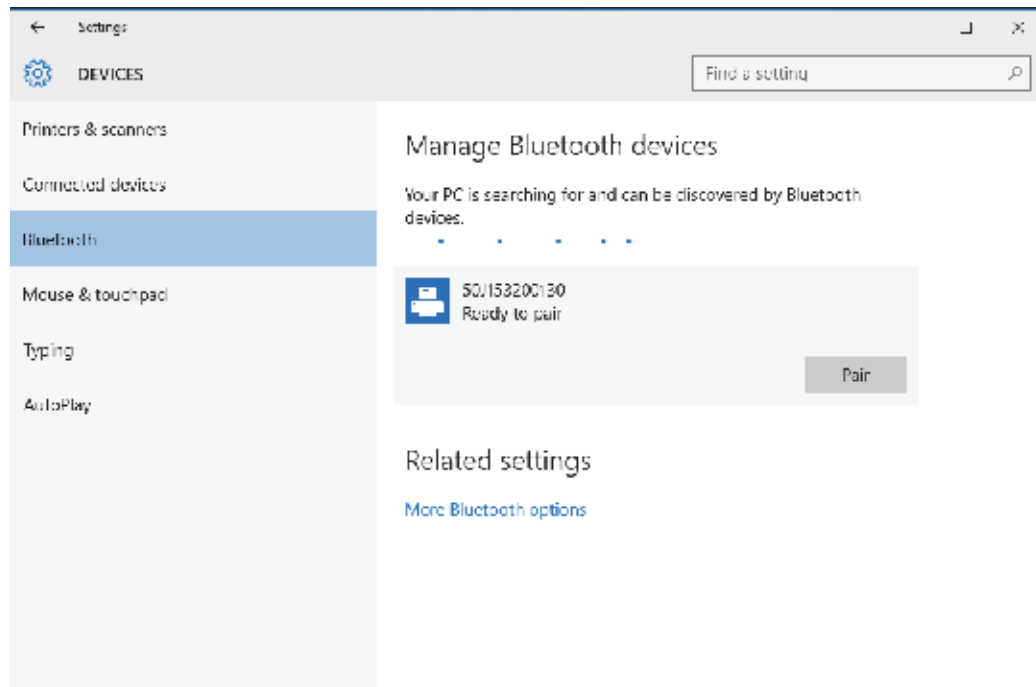 Settings
DEVICES
Find a setting
Printers & scanners
Connected devices
Bluetooth
Mouse & touchpad
Typing
AutoPlay
Manage Bluetooth devices
Your PC is searching for and can be discovered by Bluetooth
devices.
50J153200130
Ready to pair
Pair
Related settings
More Bluetooth options